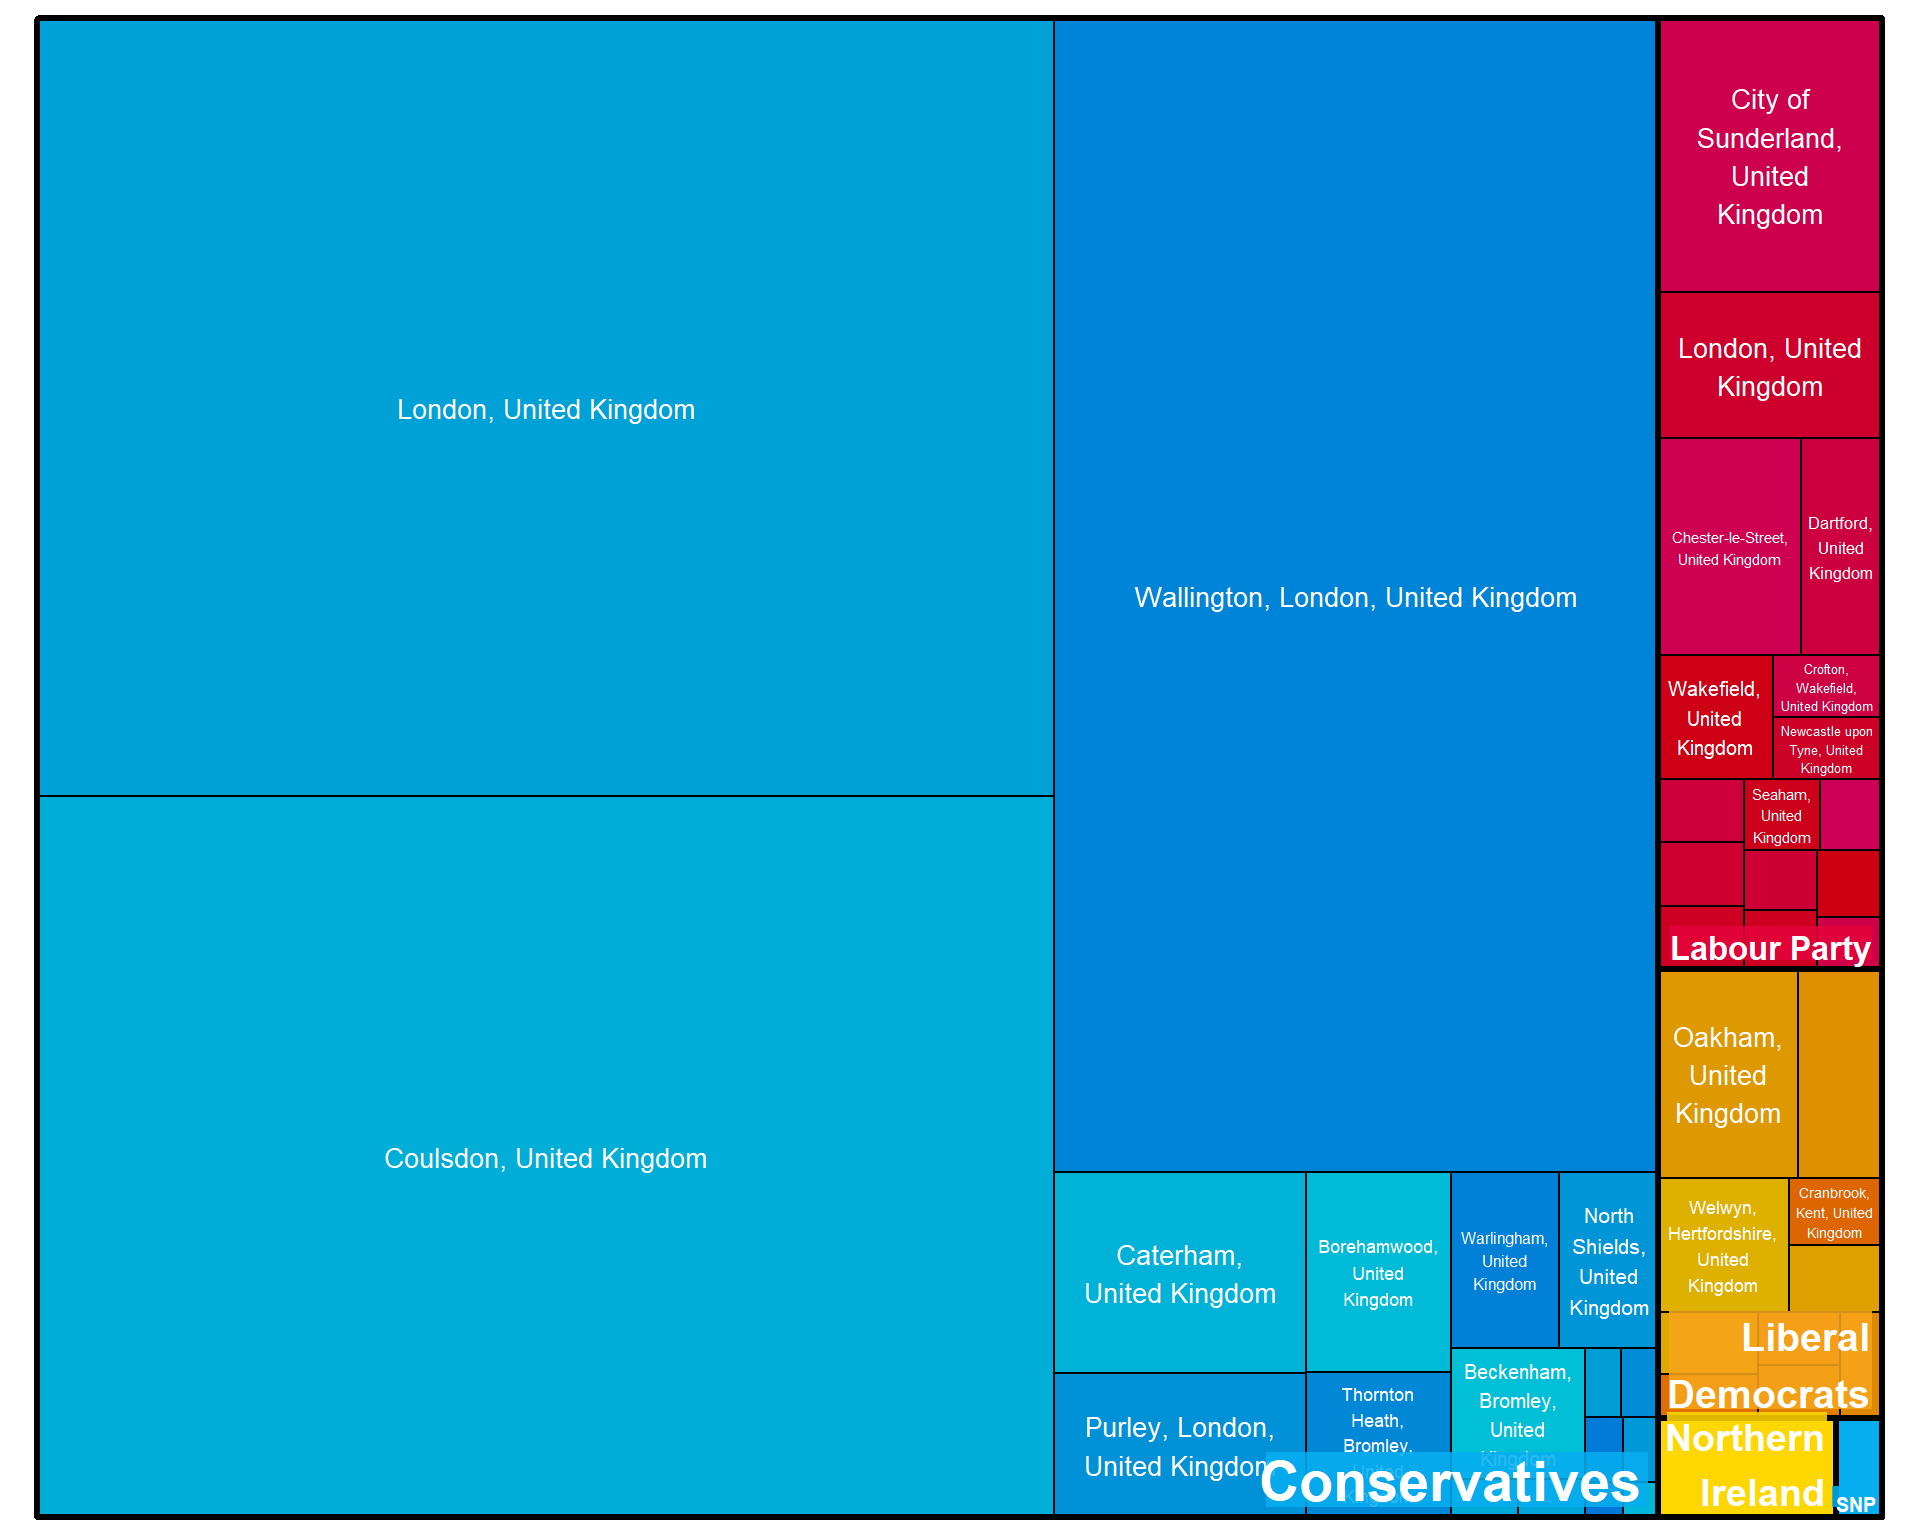 London, United Kingdom
Coulsdon, United Kingdom
Wallington, London, United Kingdom
Caterham,
United Kingdom
Purley, London,
United Kingdom
Borehamwood,
United
Kingdom
Thornton
Heath,
Bromley,
United
Kingdom
Warlingham,
United
Kingdom
North
Shields,
United
Kingdom
Beckenham,
Bromley,
United
Kingdom
Conservatives
City of
Sunderland,
United
Kingdom
London, United
Kingdom
Chester-le-Street,
United Kingdom
Dartford,
United
Kingdom
Wakefield,
United
Kingdom
Crofton,
Wakefield,
United Kingdom
Newcastle upon
Tyne, United
Kingdom
Seaham,
United
Kingdom
Labour Party
Oakham,
United
Kingdom
Welwyn,
Hertfordshire,
United
Kingdom
Cranbrook,
Kent, United
Kingdom
Liberal
Democrats
Northern
Ireland
SNP